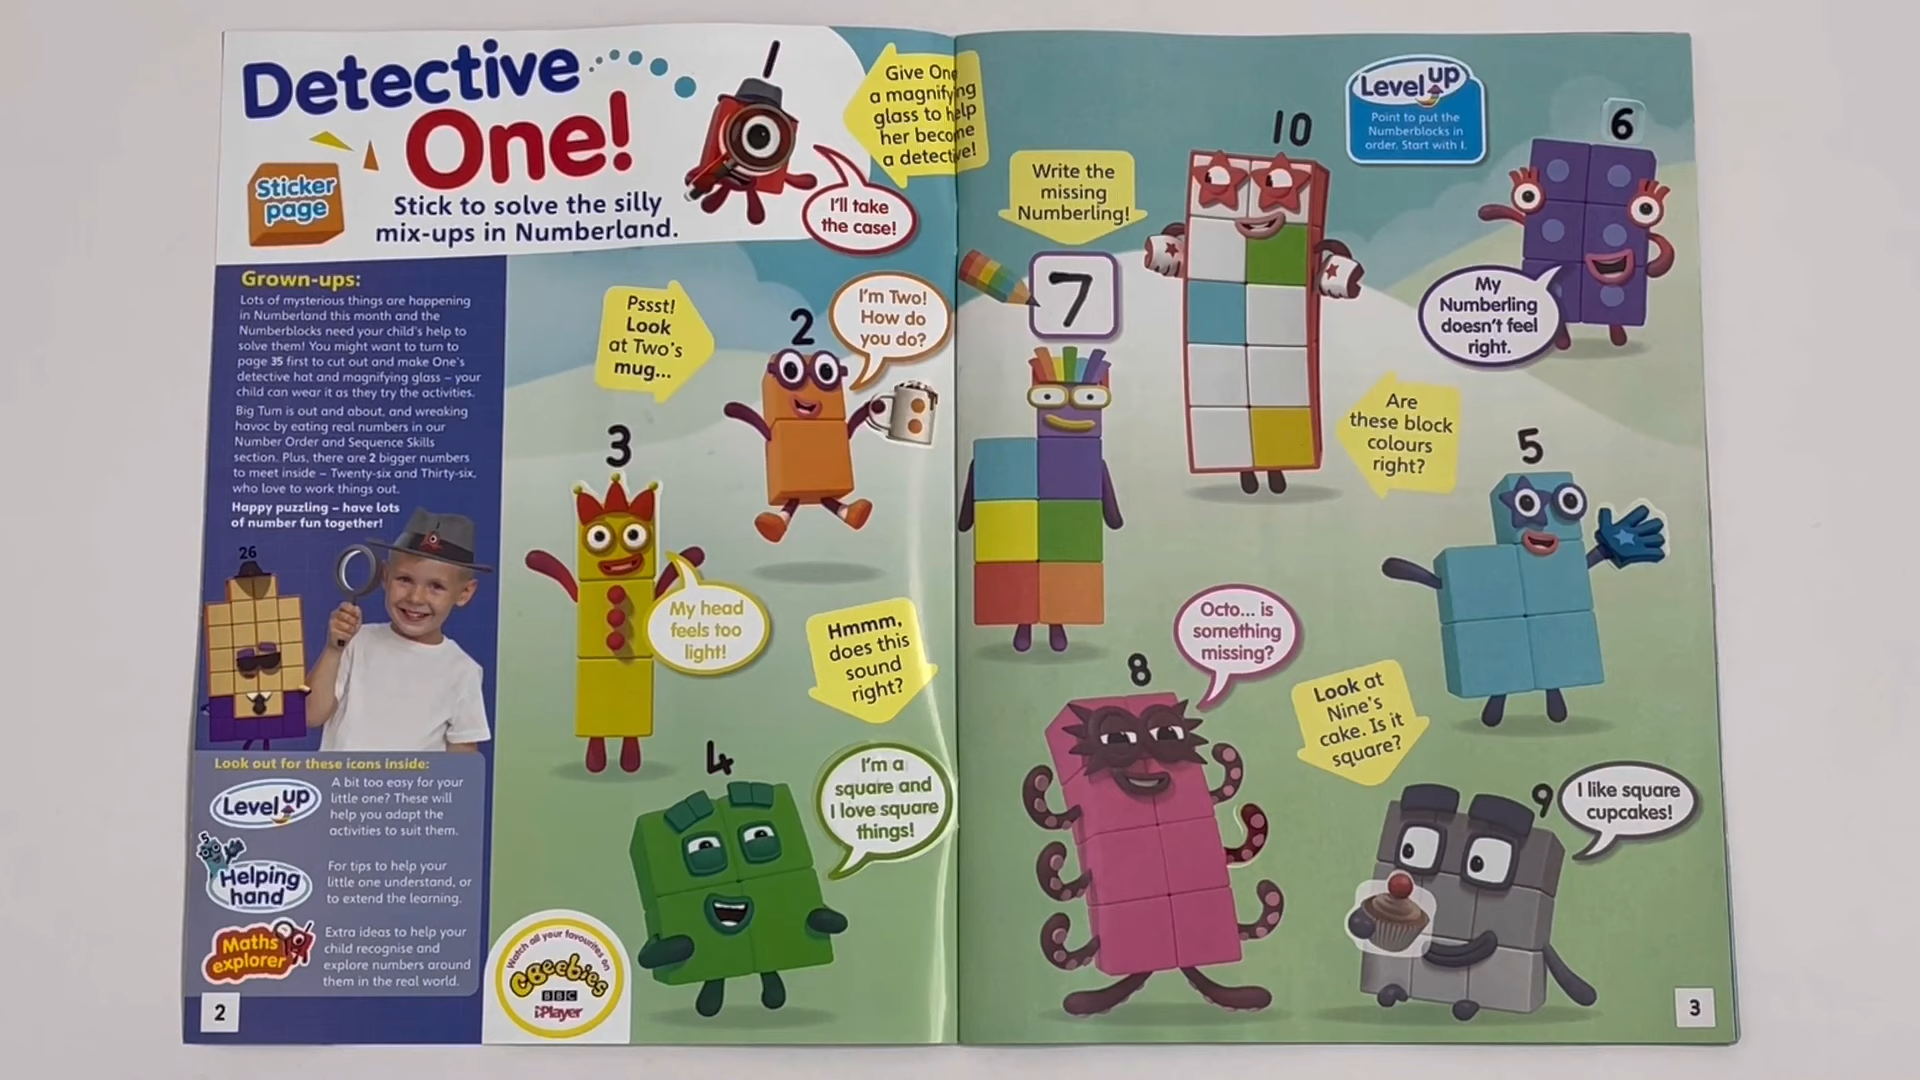 Detective
One!
Sticker
page
Stick to solve the silly
mix-ups in Numberland.
I'll take
the case!
Give One
a magnifying
glass to help
her become
a detective!
Grown-ups:
Lots of mysterious things are happening
in Numberland this month and the
Numberblocks need your child's help to
solve them! You might want to turn to
page 35 first to cut out and make One's
detective hat and magnifying glass – your
child can wear it as they try the activities.
Big Tum is out and about, and wreaking
havoc by eating real numbers in our
Number Order and Sequence Skills
section. Plus, there are 2 bigger numbers
to meet inside – Twenty-six and Thirty-six,
who love to work things out.
Happy puzzling – have lots
of number fun together!
26
Look out for these icons inside:
Level up
A bit too easy for your
little one? These will
help you adapt the
activities to suit them.
5
Helping
hand
For tips to help your
little one understand, or
to extend the learning.
Maths
explorer
Extra ideas to help your
child recognise and
explore numbers around
them in the real world.
2
Pssst!
Look
at Two's
mug...
2
I'm Two!
How do
you do?
3
My head
feels too
light!
Hmmm,
does this
sound
right?
4
I'm a
square and
I love square
things!
Watch all your favourites on
CBeebies
BBC
iPlayer
Write the
missing
Numberling!
7
10
Level up
Point to put the
Numberblocks in
order. Start with 1.
6
My
Numberling
doesn't feel
right.
Are
these block
colours
right?
5
Octo... is
something
missing?
8
Look at
Nine's
cake. Is it
square?
9
I like square
cupcakes!
3